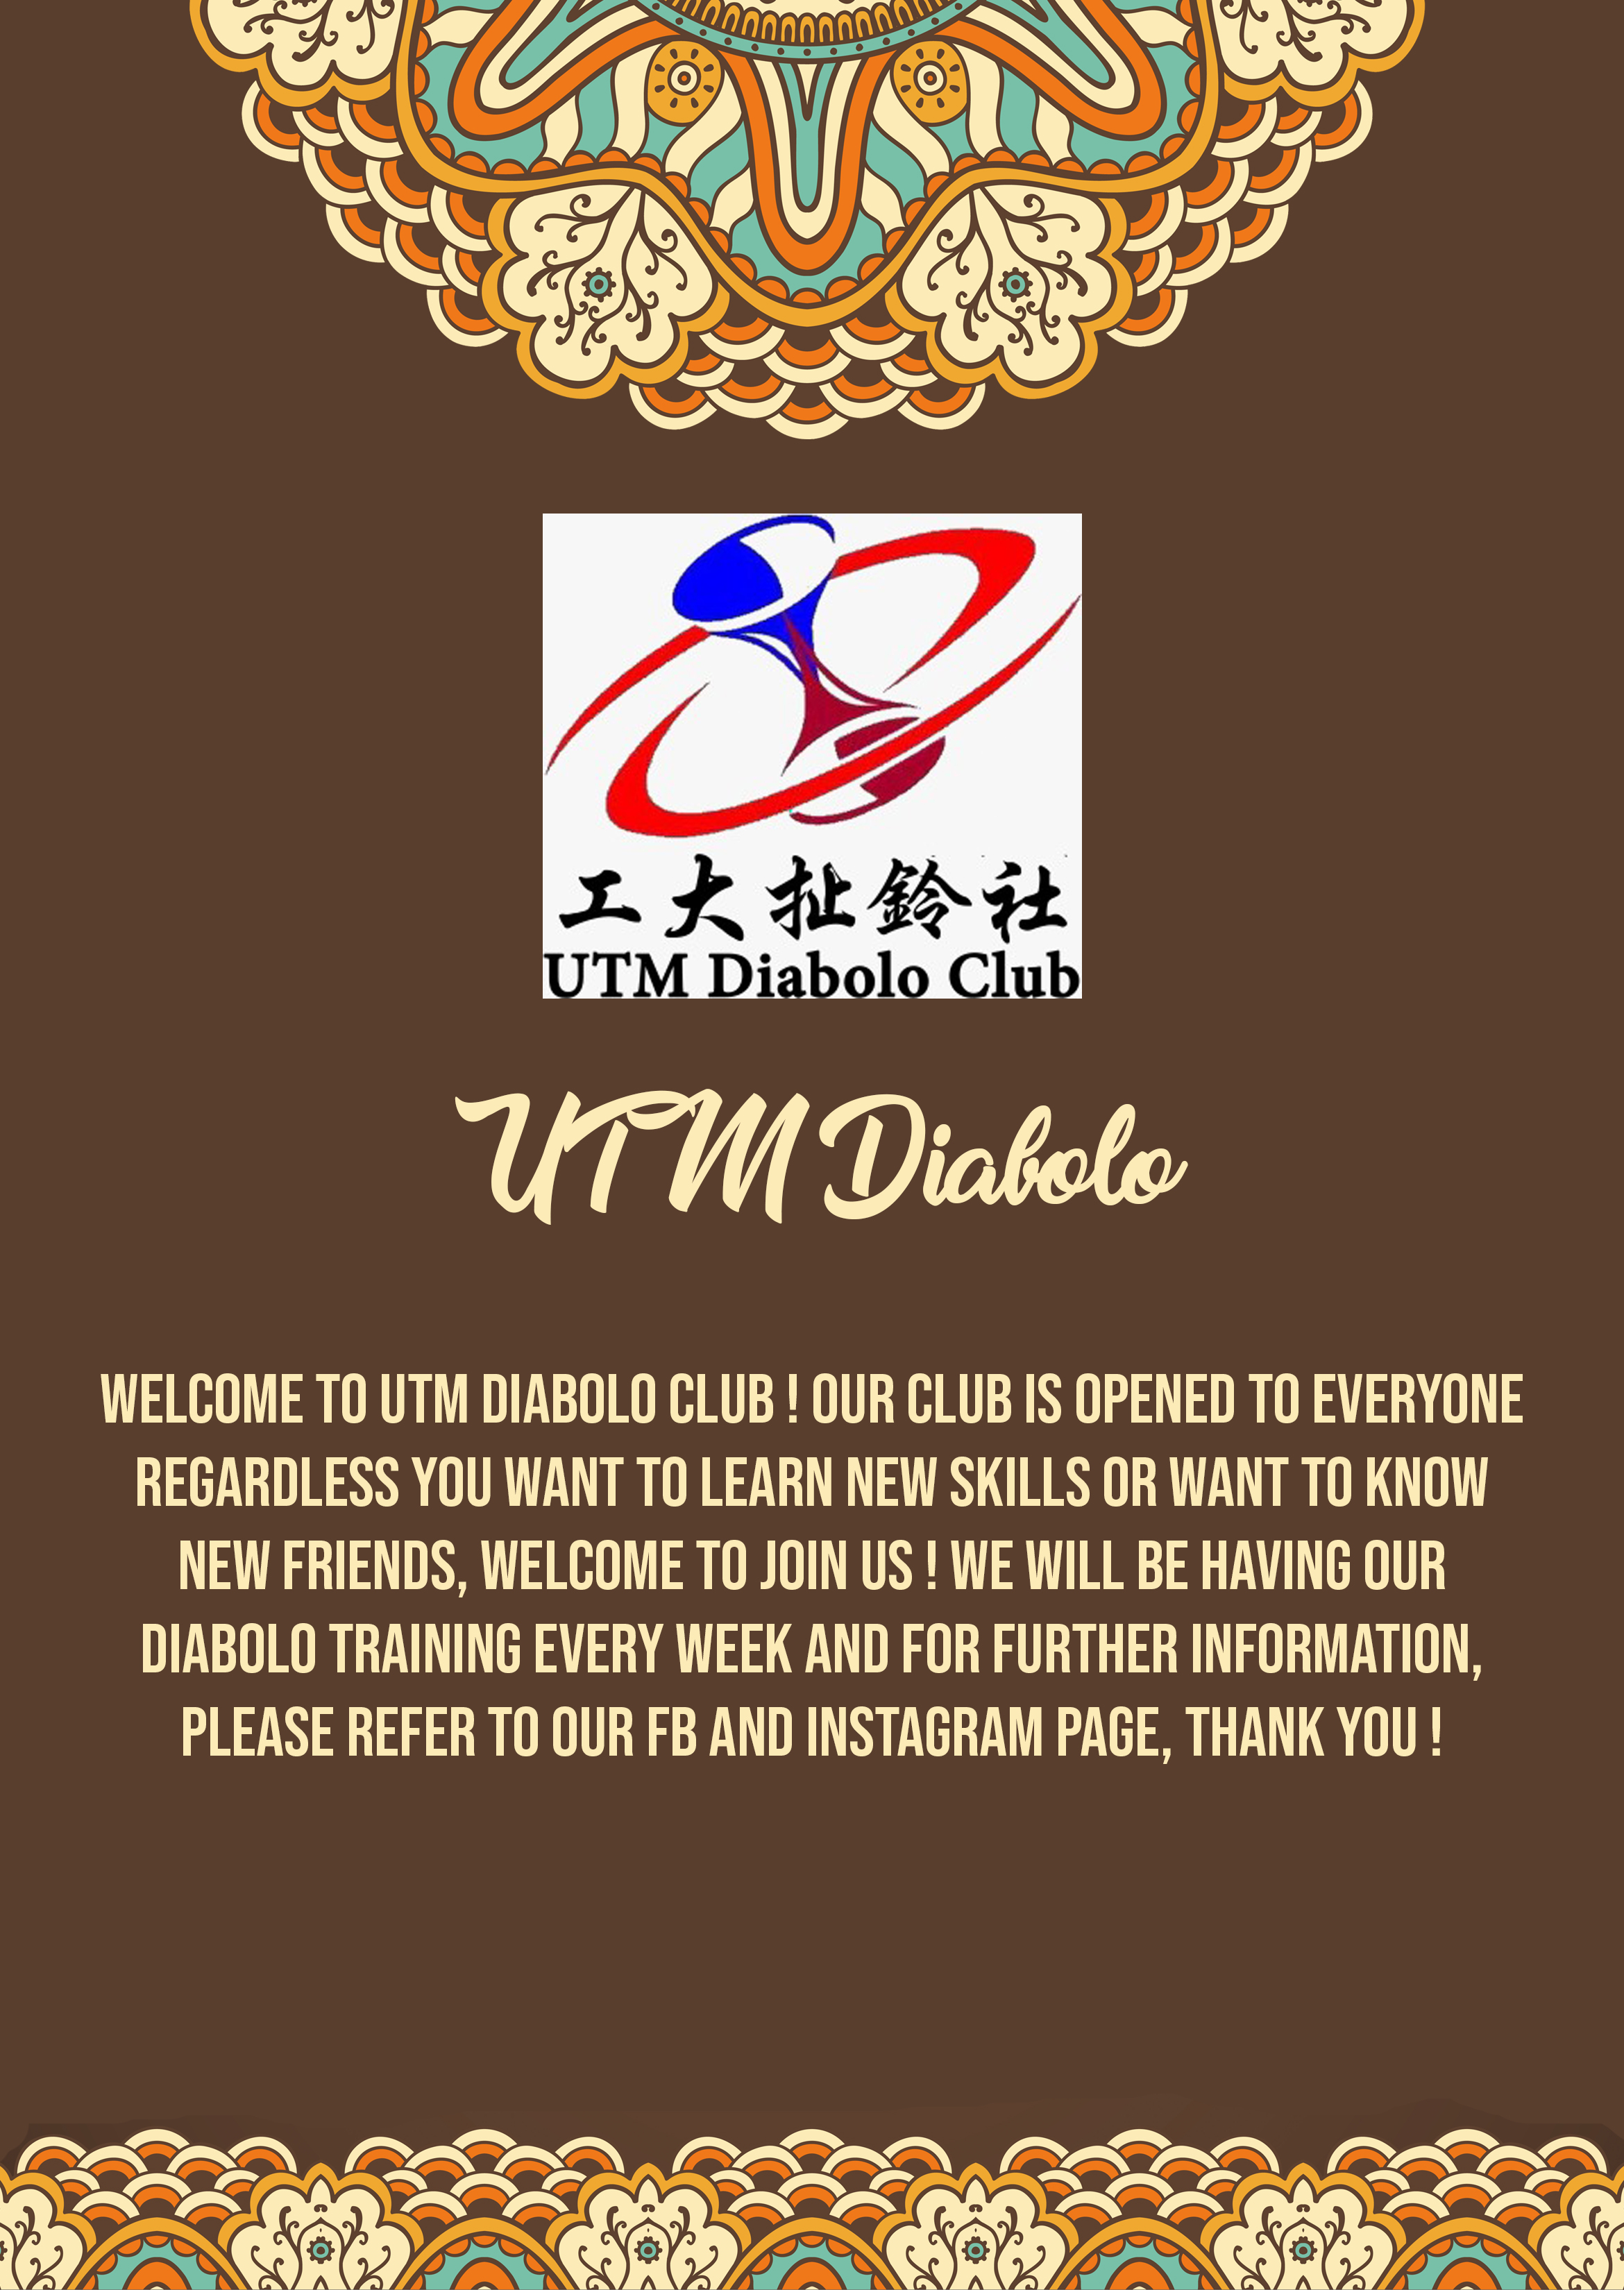 工大扯鈴社
UTM Diabolo Club
UTM Diabolo
WELCOME TO UTM DIABOLO CLUB ! OUR CLUB IS OPENED TO EVERYONE
REGARDLESS YOU WANT TO LEARN NEW SKILLS OR WANT TO KNOW
NEW FRIENDS, WELCOME TO JOIN US ! WE WILL BE HAVING OUR
DIABOLO TRAINING EVERY WEEK AND FOR FURTHER INFORMATION,
PLEASE REFER TO OUR FB AND INSTAGRAM PAGE, THANK YOU !